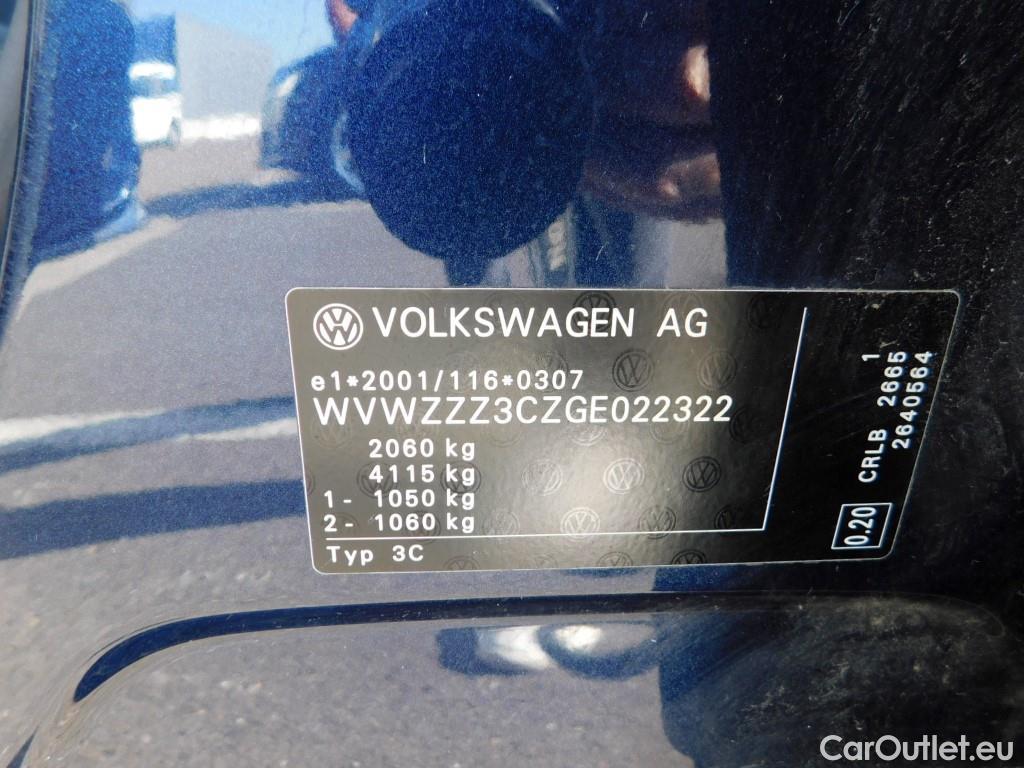 VOLKSWAGEN AG
e1*2001/116*0307
WVWZZZ3CZGE022322
2060 kg
4115 kg
1 - 1050 kg
2 - 1060 kg
Typ 3C
1
CRLB 2665
2640564
0.20
CarOutlet.eu